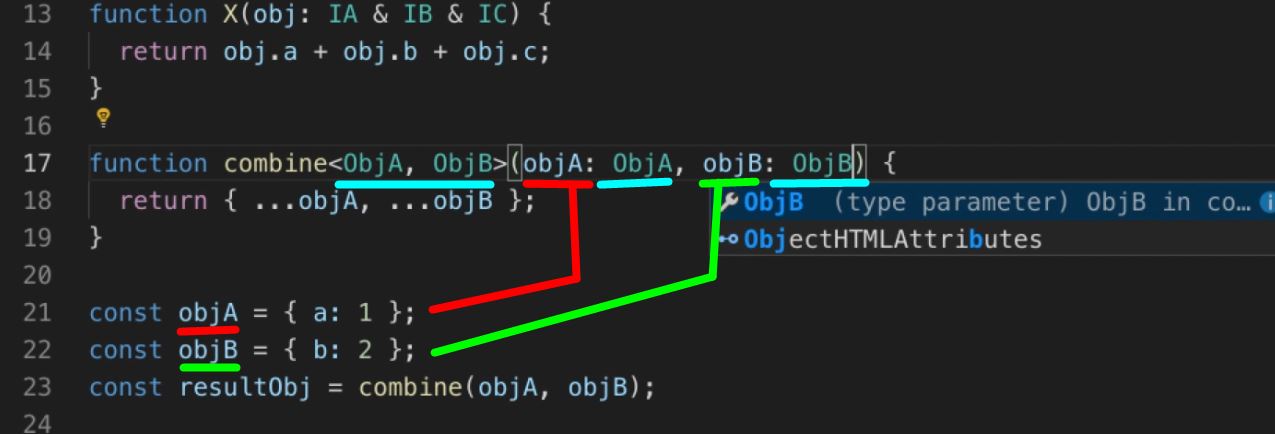 13 function X(obj: IA & IB & IC) {
14   return obj.a + obj.b + obj.c;
15 }
16
17 function combine<ObjA, ObjB>(objA: ObjA, objB: ObjB) {
18   return { ...objA, ...objB };
ObjB (type parameter) ObjB in co...
19 }
ObjectHTMLAttributes
20
21 const objA = { a: 1 };
22 const objB = { b: 2 };
23 const resultObj = combine(objA, objB);
24